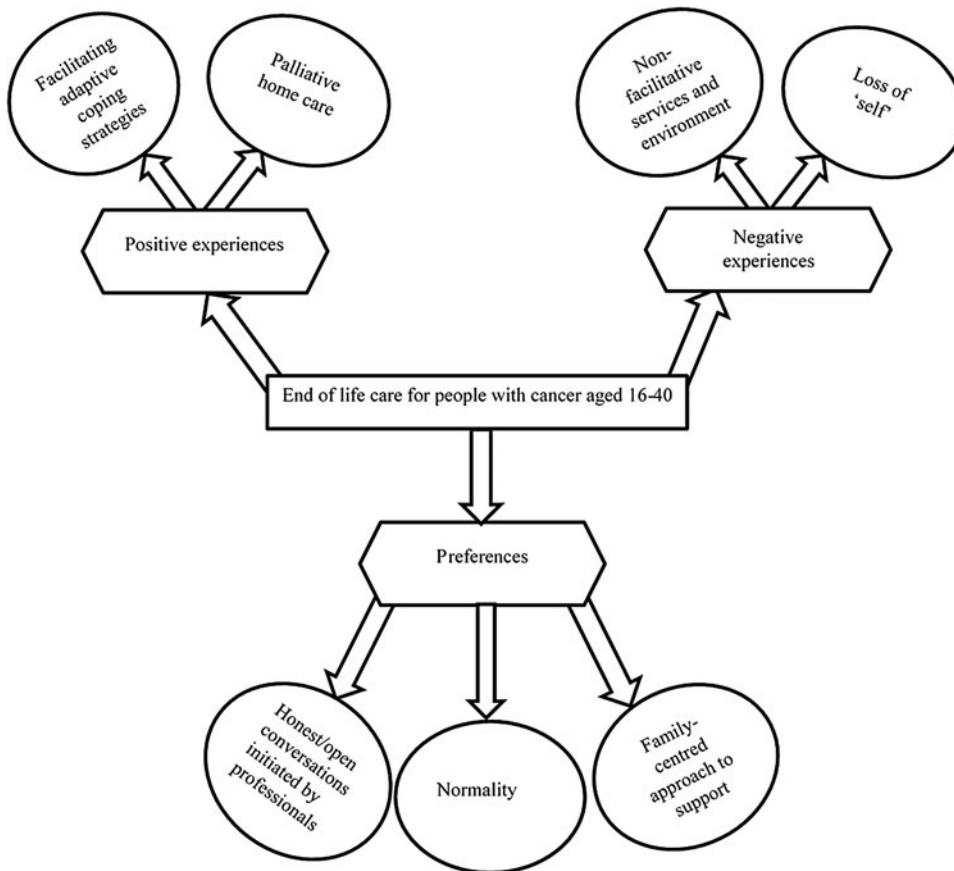 Facilitating
adaptive
coping
strategies
Palliative
home care
Non-
facilitative
services and
environment
Loss of
‘self’
Positive experiences
Negative
experiences
End of life care for people with cancer aged 16-40
Preferences
Honest/open
conversations
initiated by
professionals
Normality
Family-
centred
approach to
support